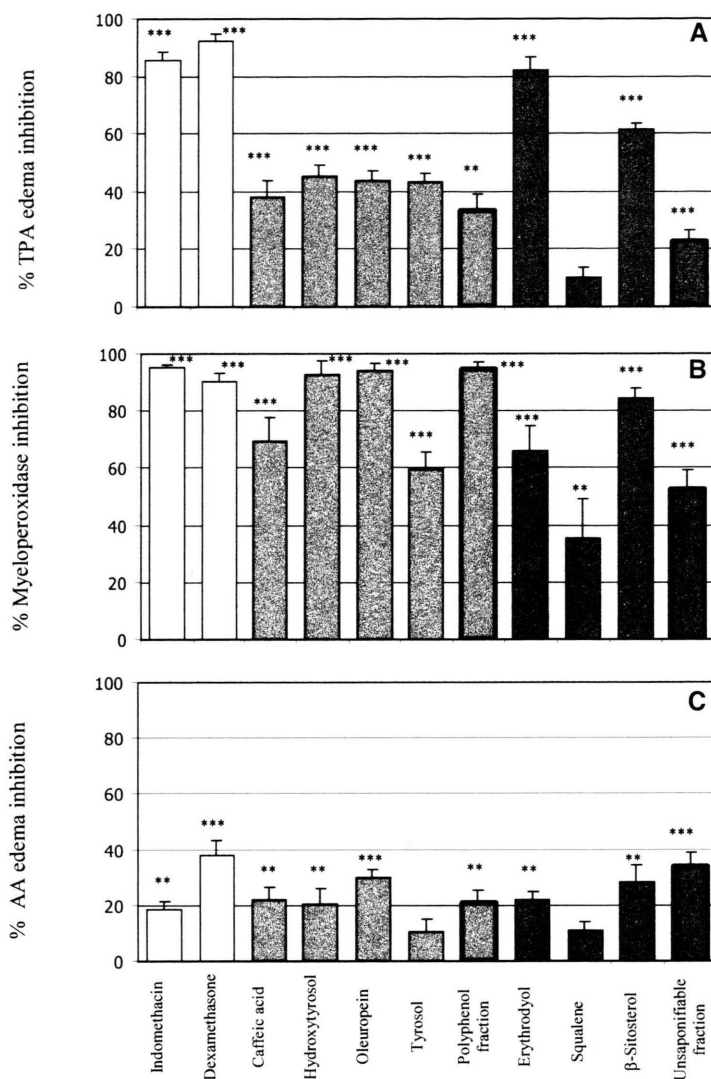 A
% TPA edema inhibition
100
80
60
40
20
0
*** *** *** *** *** *** ** *** *** ***
B
% Myeloperoxidase inhibition
100
80
60
40
20
0
*** *** *** *** *** *** *** *** ** *** ***
C
% AA edema inhibition
100
80
60
40
20
0
** *** ** ** *** ** ** ** ***
Indomethacin
Dexamethasone
Caffeic acid
Hydroxytyrosol
Oleuropein
Tyrosol
Polyphenol
fraction
Erythrodyol
Squalene
β-Sitosterol
Unsaponifiable
fraction